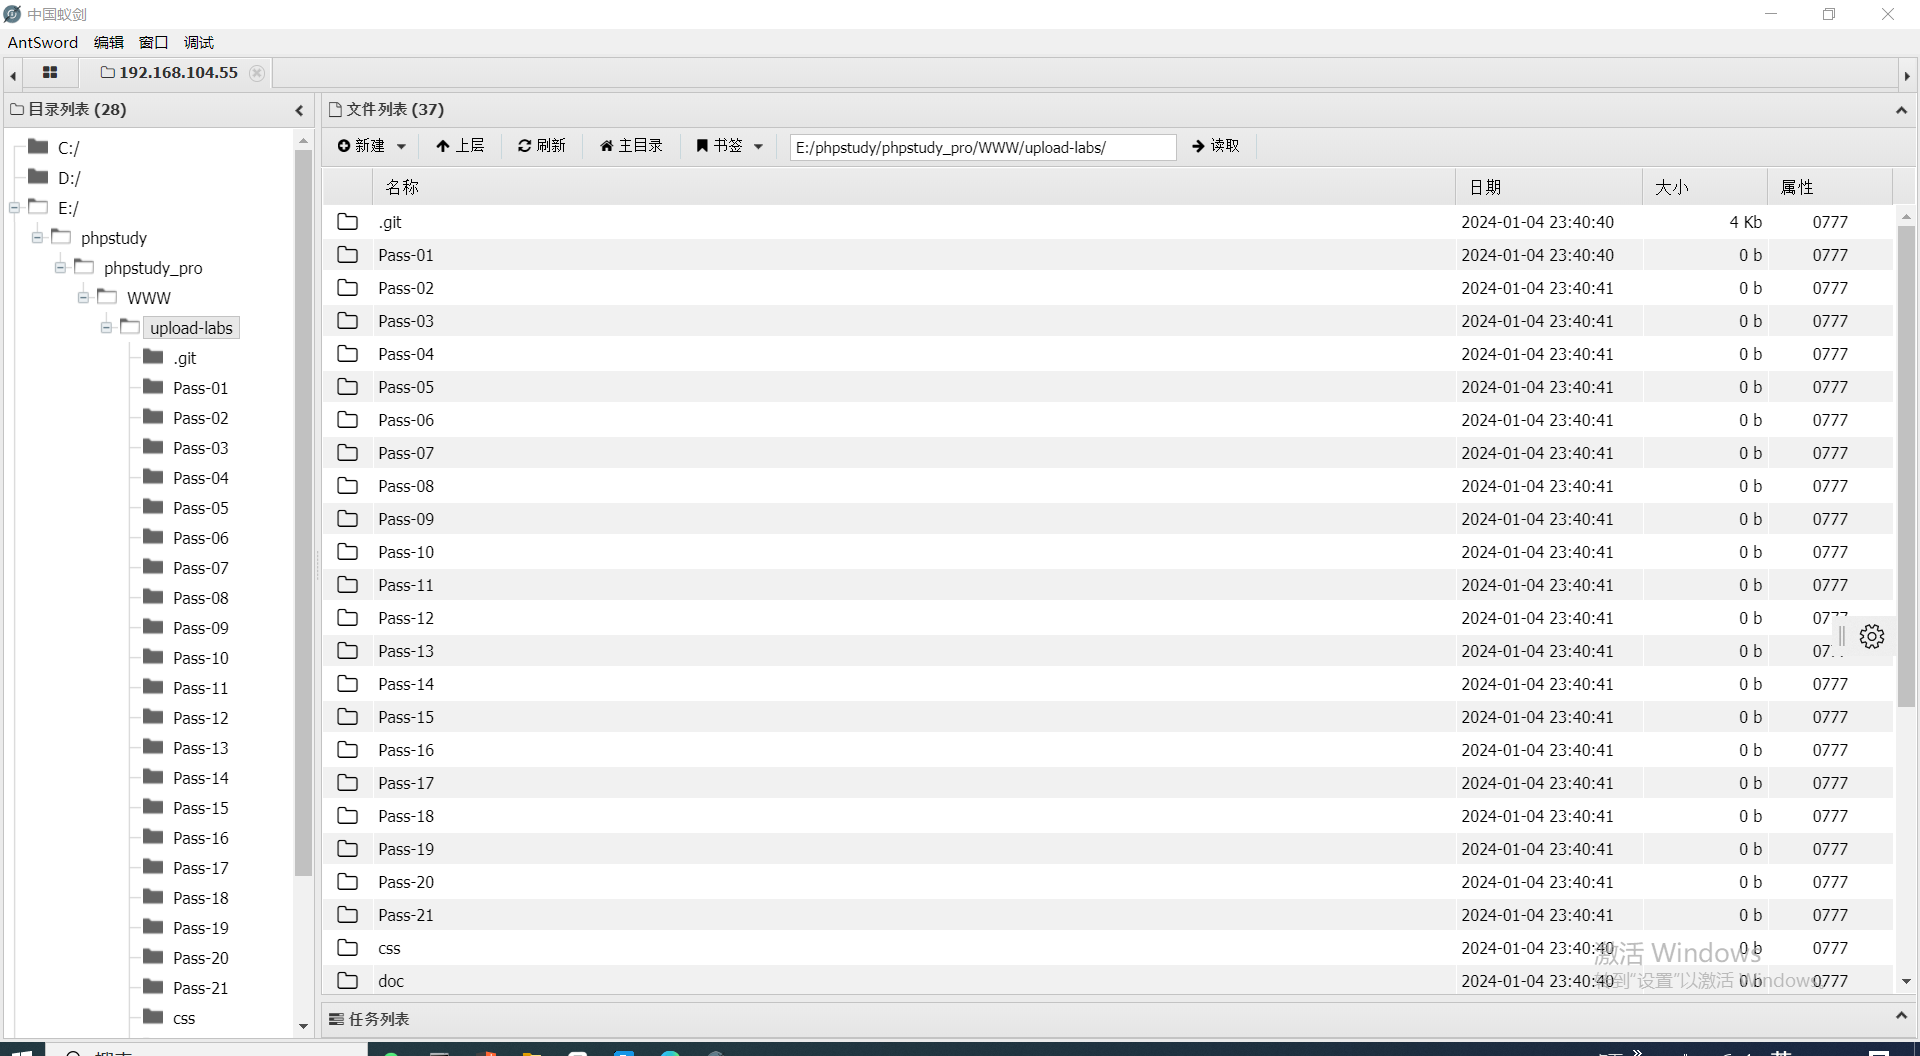 中国蚁剑
AntSword 编辑 窗口 调试
192.168.104.55
目录列表 (28)
C:/
D:/
E:/
phpstudy
phpstudy_pro
WWW
upload-labs
.git
Pass-01
Pass-02
Pass-03
Pass-04
Pass-05
Pass-06
Pass-07
Pass-08
Pass-09
Pass-10
Pass-11
Pass-12
Pass-13
Pass-14
Pass-15
Pass-16
Pass-17
Pass-18
Pass-19
Pass-20
Pass-21
css
文件列表 (37)
新建 上层 刷新 主目录 书签 E:/phpstudy/phpstudy_pro/WWW/upload-labs/ 读取
名称 日期 大小 属性
.git 2024-01-04 23:40:40 4 Kb 0777
Pass-01 2024-01-04 23:40:40 0 b 0777
Pass-02 2024-01-04 23:40:41 0 b 0777
Pass-03 2024-01-04 23:40:41 0 b 0777
Pass-04 2024-01-04 23:40:41 0 b 0777
Pass-05 2024-01-04 23:40:41 0 b 0777
Pass-06 2024-01-04 23:40:41 0 b 0777
Pass-07 2024-01-04 23:40:41 0 b 0777
Pass-08 2024-01-04 23:40:41 0 b 0777
Pass-09 2024-01-04 23:40:41 0 b 0777
Pass-10 2024-01-04 23:40:41 0 b 0777
Pass-11 2024-01-04 23:40:41 0 b 0777
Pass-12 2024-01-04 23:40:41 0 b 0777
Pass-13 2024-01-04 23:40:41 0 b
Pass-14 2024-01-04 23:40:41 0 b 0777
Pass-15 2024-01-04 23:40:41 0 b 0777
Pass-16 2024-01-04 23:40:41 0 b 0777
Pass-17 2024-01-04 23:40:41 0 b 0777
Pass-18 2024-01-04 23:40:41 0 b 0777
Pass-19 2024-01-04 23:40:41 0 b 0777
Pass-20 2024-01-04 23:40:41 0 b 0777
Pass-21 2024-01-04 23:40:41 0 b 0777
css 2024-01-04 23:40:40 0 b 0777
doc 2024-01-04 23:40:40 0 b 0777
激活 Windows
转到"设置"以激活 Windows。
任务列表